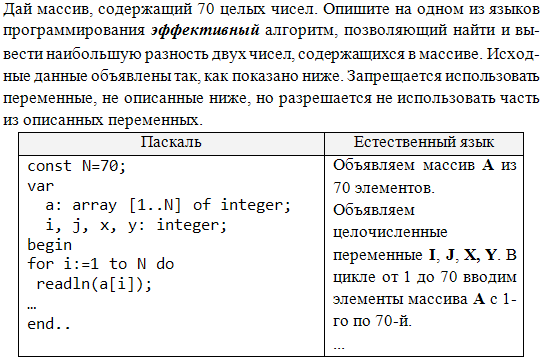 Дай массив, содержащий 70 целых чисел. Опишите на одном из языков
программирования эффективный алгоритм, позволяющий найти и вы-
вести наибольшую разность двух чисел, содержащихся в массиве. Исход-
ные данные объявлены так, как показано ниже. Запрещается использовать
переменные, не описанные ниже, но разрешается не использовать часть
из описанных переменных.
Паскаль
Естественный язык
const N=70;
var
a: array [1..N] of integer;
i, j, x, y: integer;
begin
for i:=1 to N do
readln(a[i]);
…
end..
Объявляем массив A из
70 элементов.
Объявляем
целочисленные
переменные I, J, X, Y. В
цикле от 1 до 70 вводим
элементы массива A с 1-
го по 70-й.
...